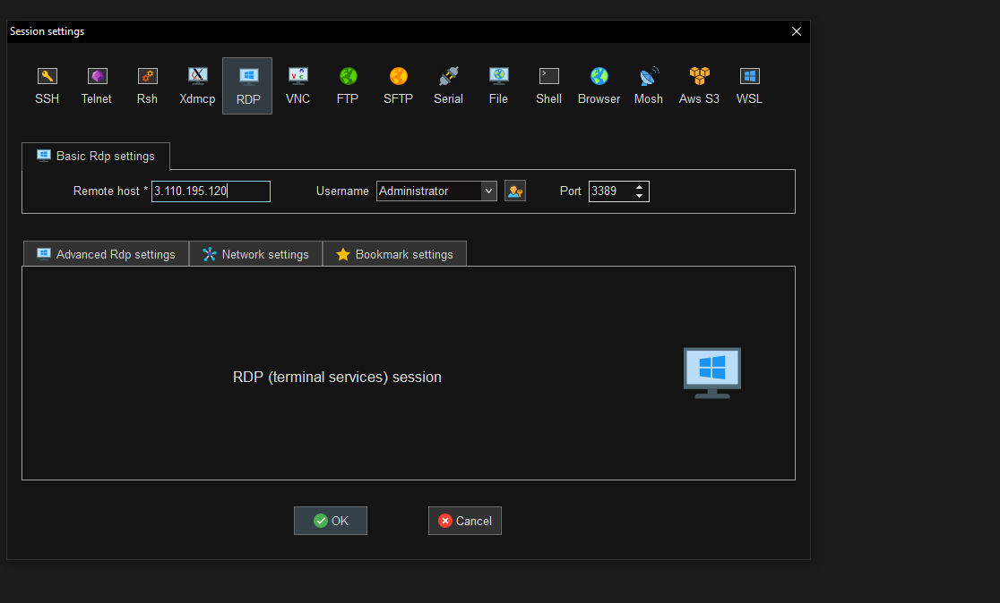 Session settings
SSH Telnet Rsh Xdmcp RDP VNC FTP SFTP Serial File Shell Browser Mosh Aws S3 WSL
Basic Rdp settings
Remote host * 3.110.195.120 Username Administrator Port 3389
Advanced Rdp settings Network settings Bookmark settings
RDP (terminal services) session
OK Cancel